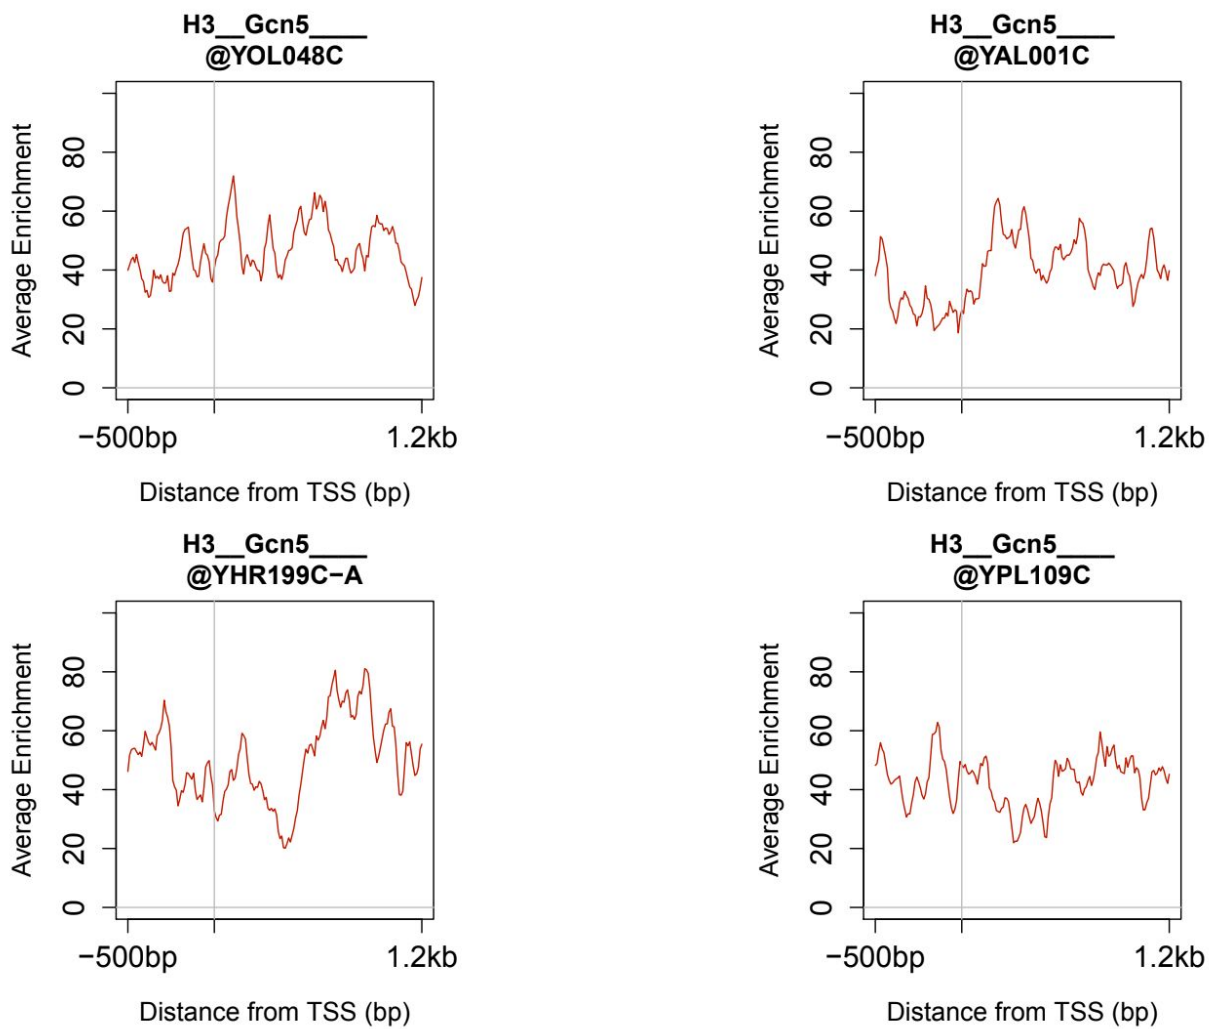 H3__Gcn5____
@YOL048C
Average Enrichment
0 20 40 60 80
−500bp 1.2kb
Distance from TSS (bp)
H3__Gcn5____
@YAL001C
Average Enrichment
0 20 40 60 80
−500bp 1.2kb
Distance from TSS (bp)
H3__Gcn5____
@YHR199C−A
Average Enrichment
0 20 40 60 80
−500bp 1.2kb
Distance from TSS (bp)
H3__Gcn5____
@YPL109C
Average Enrichment
0 20 40 60 80
−500bp 1.2kb
Distance from TSS (bp)